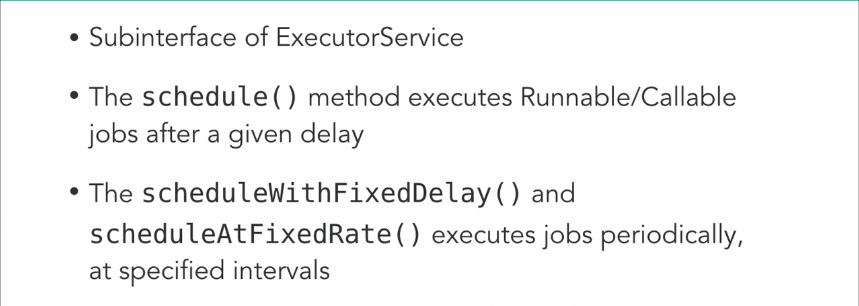 • Subinterface of ExecutorService
• The schedule() method executes Runnable/Callable
jobs after a given delay
• The scheduleWithFixedDelay() and
scheduleAtFixedRate() executes jobs periodically,
at specified intervals